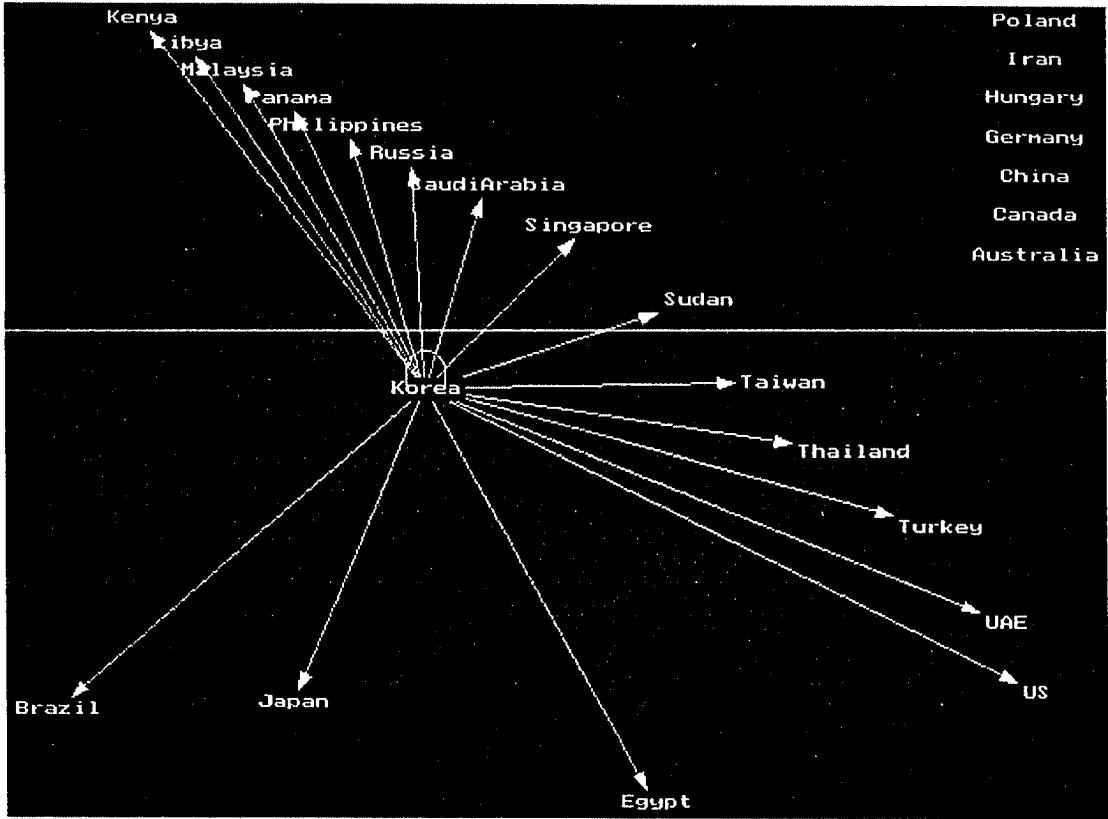 Kenya
Poland
Libya
Iran
Malaysia
Panama
Hungary
Philippines
Germany
Russia
China
SaudiArabia
Canada
Singapore
Australia
Sudan
Taiwan
Korea
Thailand
Turkey
UAE
US
Japan
Brazil
Egypt